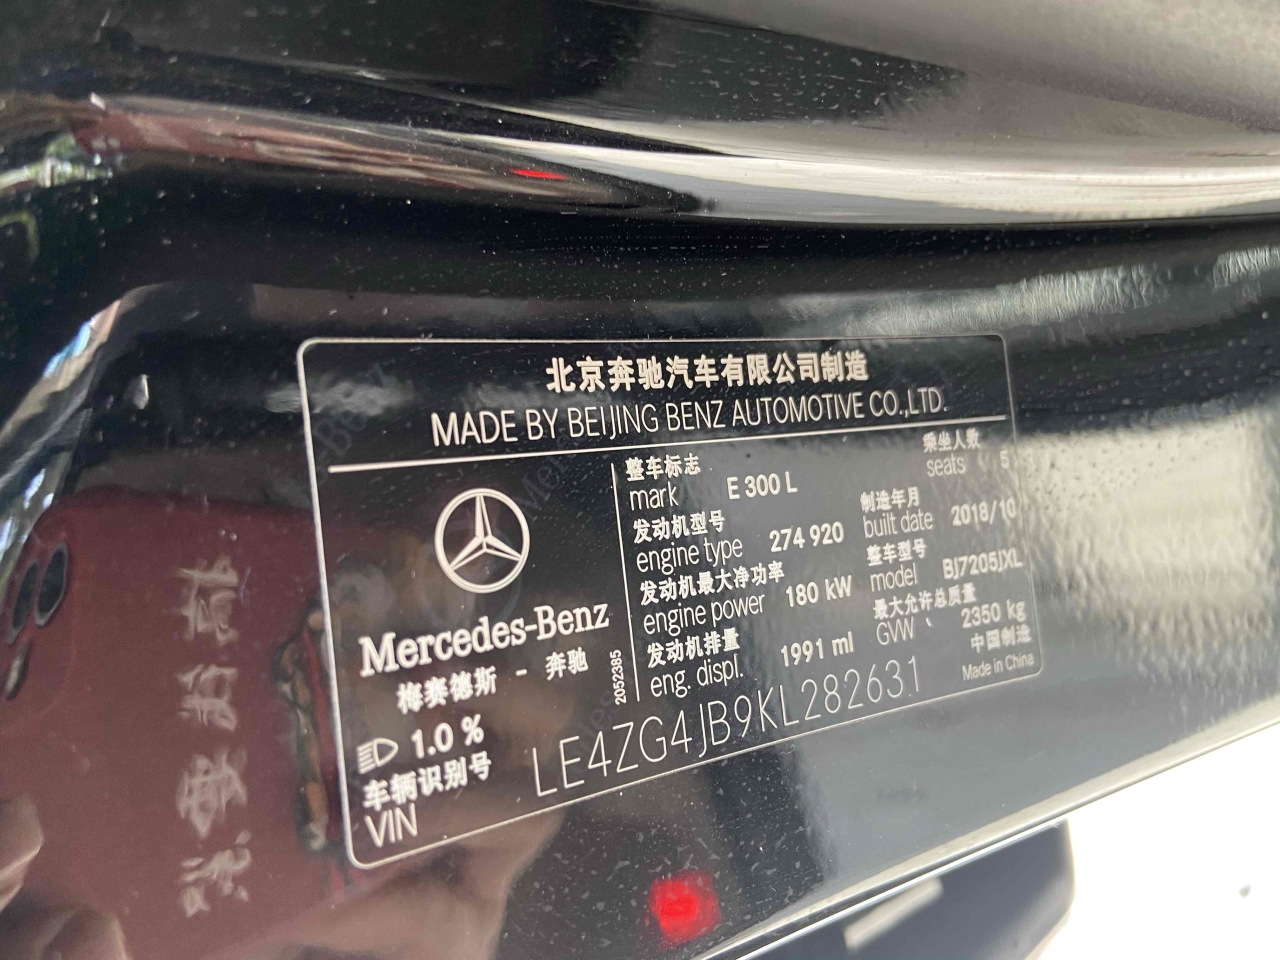 北京奔驰汽车有限公司制造
MADE BY BEIJING BENZ AUTOMOTIVE CO.,LTD.
整车标志
mark E 300 L
乘坐人数
seats 5
发动机型号
engine type 274 920
制造年月
built date 2018/10
发动机最大净功率
engine power 180 kW
整车型号
model BJ7205JXL
发动机排量
eng. displ. 1991 ml
最大允许总质量
GVW 2350 kg
中国制造
Made in China
Mercedes-Benz
梅赛德斯 - 奔驰
2052385
1.0 %
车辆识别号
VIN LE4ZG4JB9KL282631